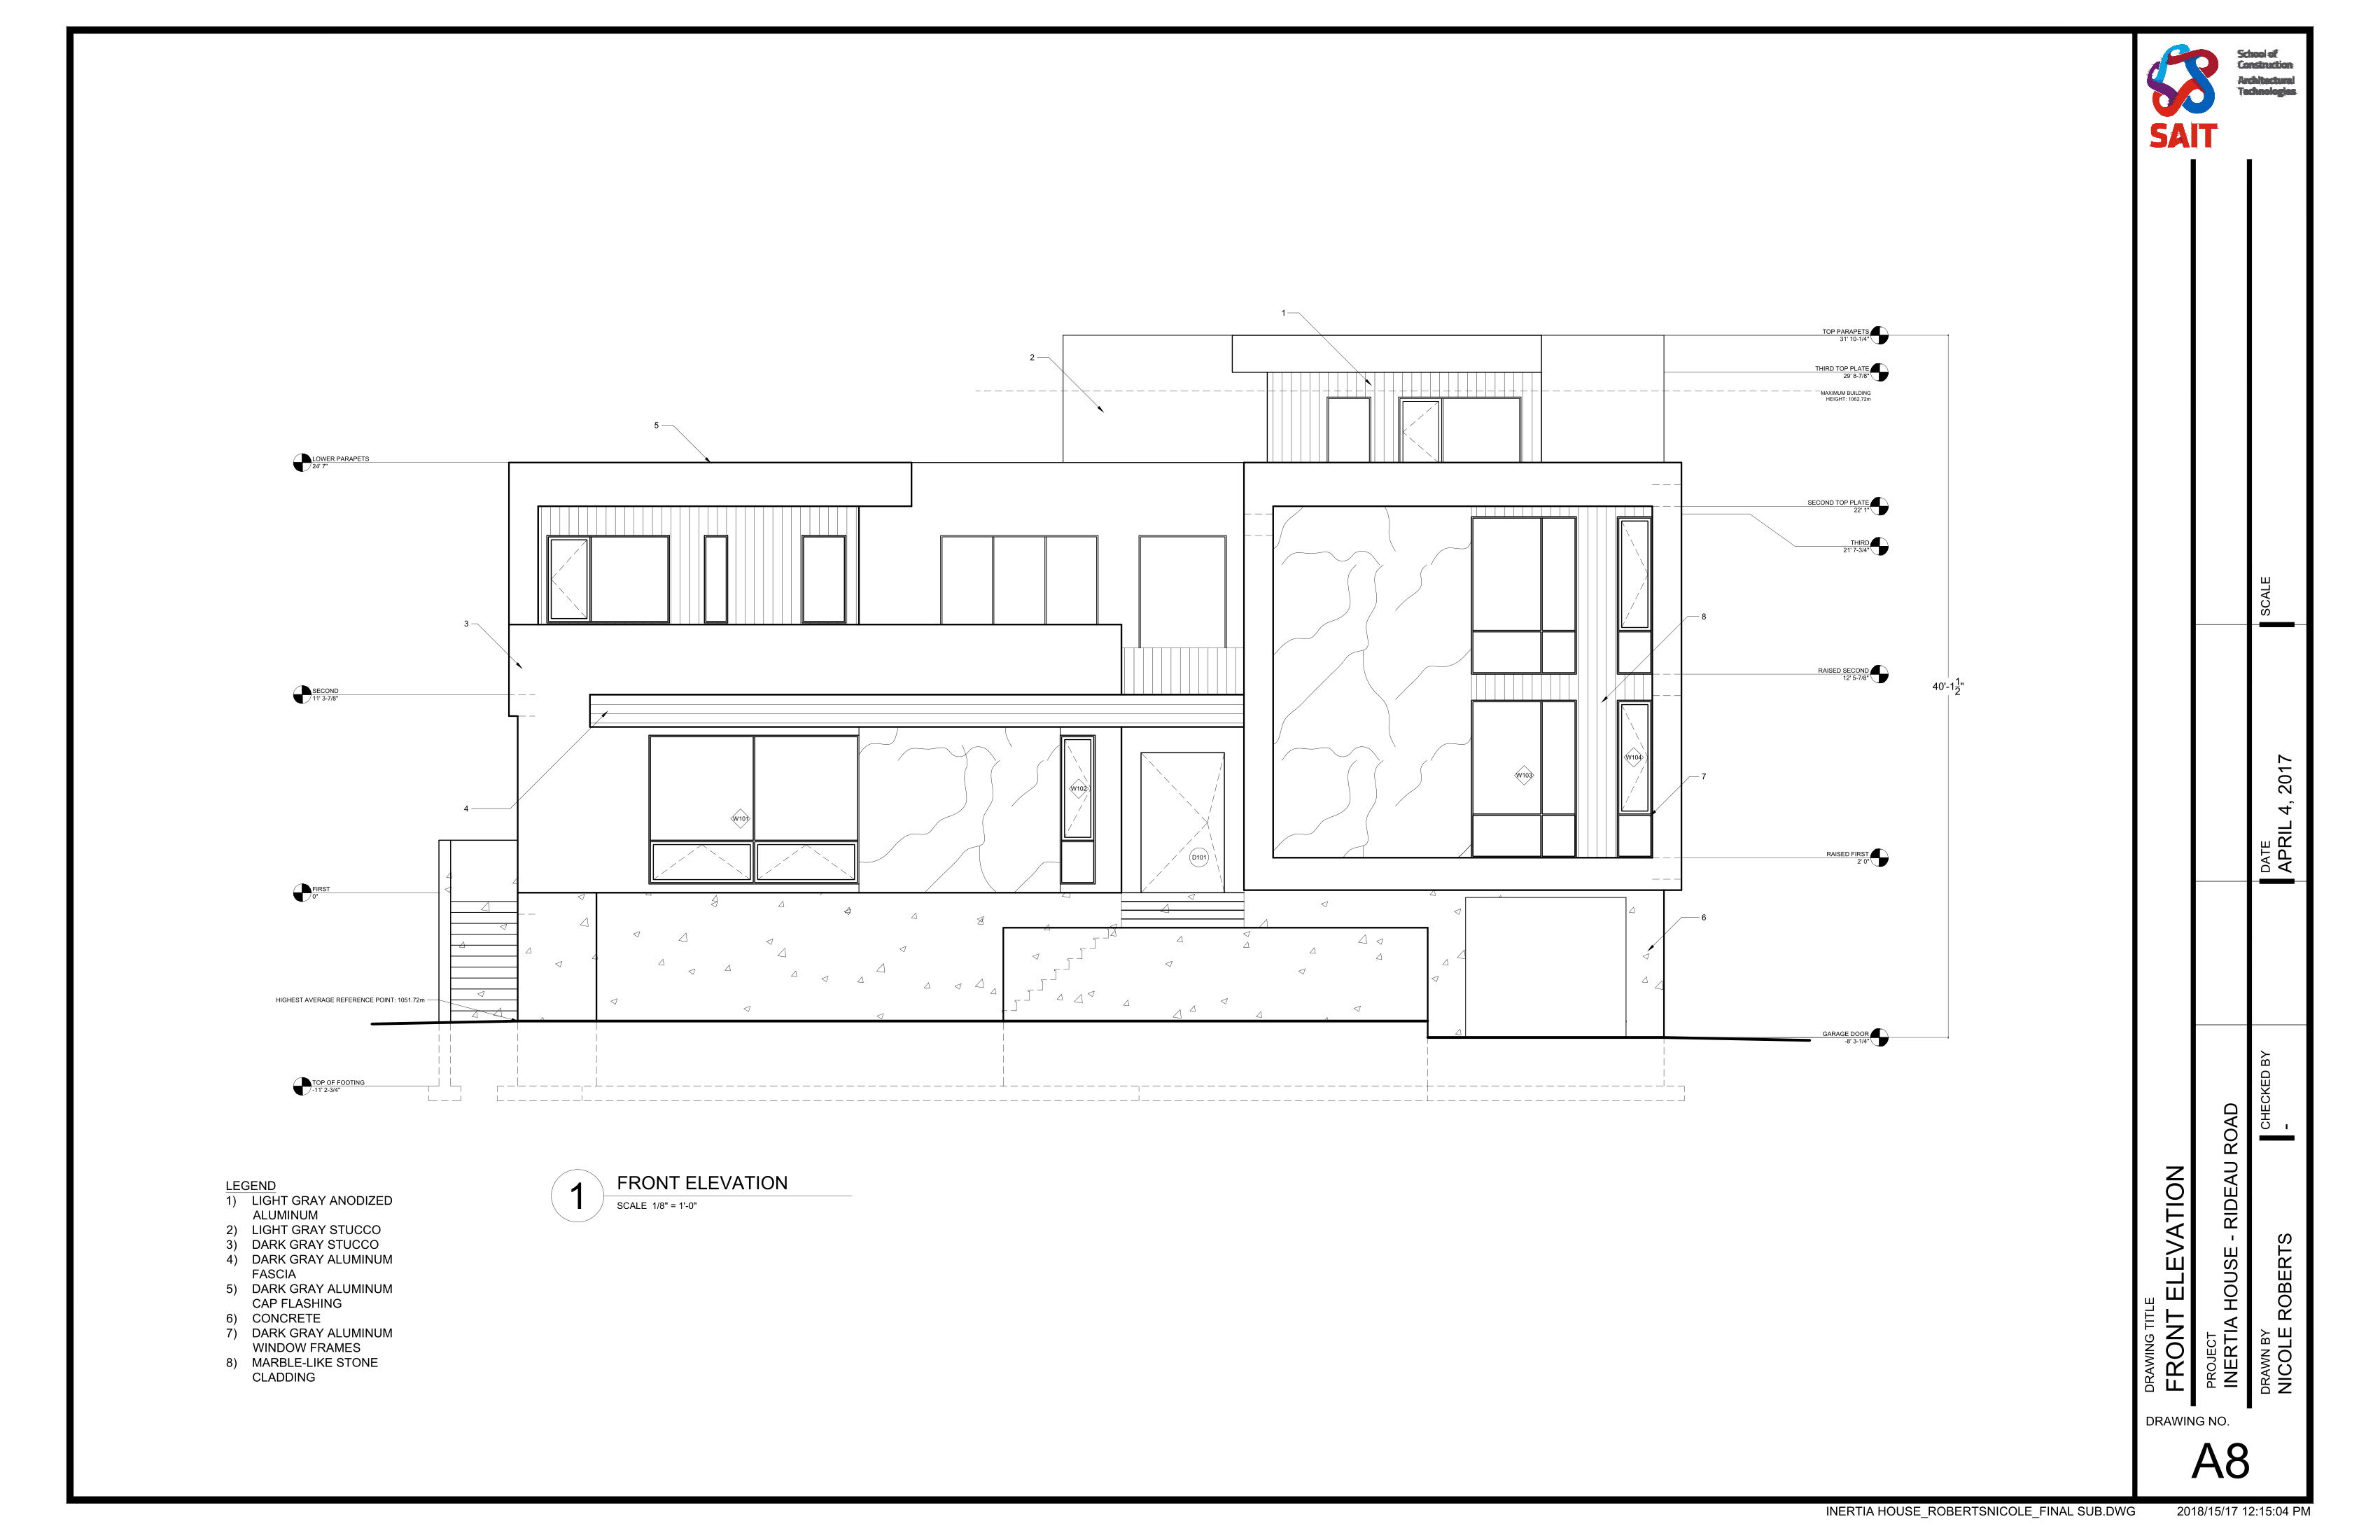 School of
Construction
Architectural
Technologies
SAIT
1
TOP PARAPETS
31' 10-1/4"
2
THIRD TOP PLATE
29' 8-7/8"
MAXIMUM BUILDING
HEIGHT: 1062.72m
5
LOWER PARAPETS
24' 7"
SECOND TOP PLATE
22' 1"
THIRD
21' 7-3/4"
3
8
RAISED SECOND
12' 5-7/8"
40'-1 1/2"
SECOND
11' 3-7/8"
W104
W103
7
W102
4
W101
D101
RAISED FIRST
2' 0"
FIRST
0"
6
HIGHEST AVERAGE REFERENCE POINT: 1051.72m
GARAGE DOOR
-8' 3-1/4"
TOP OF FOOTING
-11' 2-3/4"
LEGEND
1) LIGHT GRAY ANODIZED
ALUMINUM
2) LIGHT GRAY STUCCO
3) DARK GRAY STUCCO
4) DARK GRAY ALUMINUM
FASCIA
5) DARK GRAY ALUMINUM
CAP FLASHING
6) CONCRETE
7) DARK GRAY ALUMINUM
WINDOW FRAMES
8) MARBLE-LIKE STONE
CLADDING
1
FRONT ELEVATION
SCALE 1/8" = 1'-0"
SCALE
DATE
APRIL 4, 2017
CHECKED BY
-
DRAWING TITLE
FRONT ELEVATION
PROJECT
INERTIA HOUSE - RIDEAU ROAD
DRAWN BY
NICOLE ROBERTS
DRAWING NO.
A8
INERTIA HOUSE_ROBERTSNICOLE_FINAL SUB.DWG
2018/15/17 12:15:04 PM